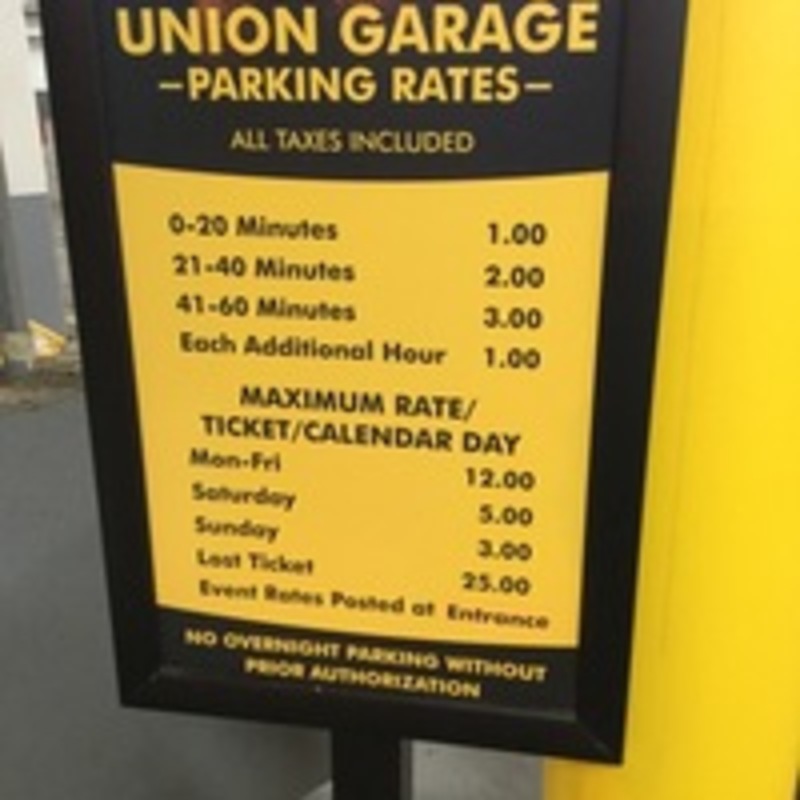 UNION GARAGE
–PARKING RATES–
ALL TAXES INCLUDED
0-20 Minutes 1.00
21-40 Minutes 2.00
41-60 Minutes 3.00
Each Additional Hour 1.00
MAXIMUM RATE/
TICKET/CALENDAR DAY
Mon-Fri 12.00
Saturday 5.00
Sunday 3.00
Lost Ticket 25.00
Event Rates Posted at Entrance
NO OVERNIGHT PARKING WITHOUT
PRIOR AUTHORIZATION